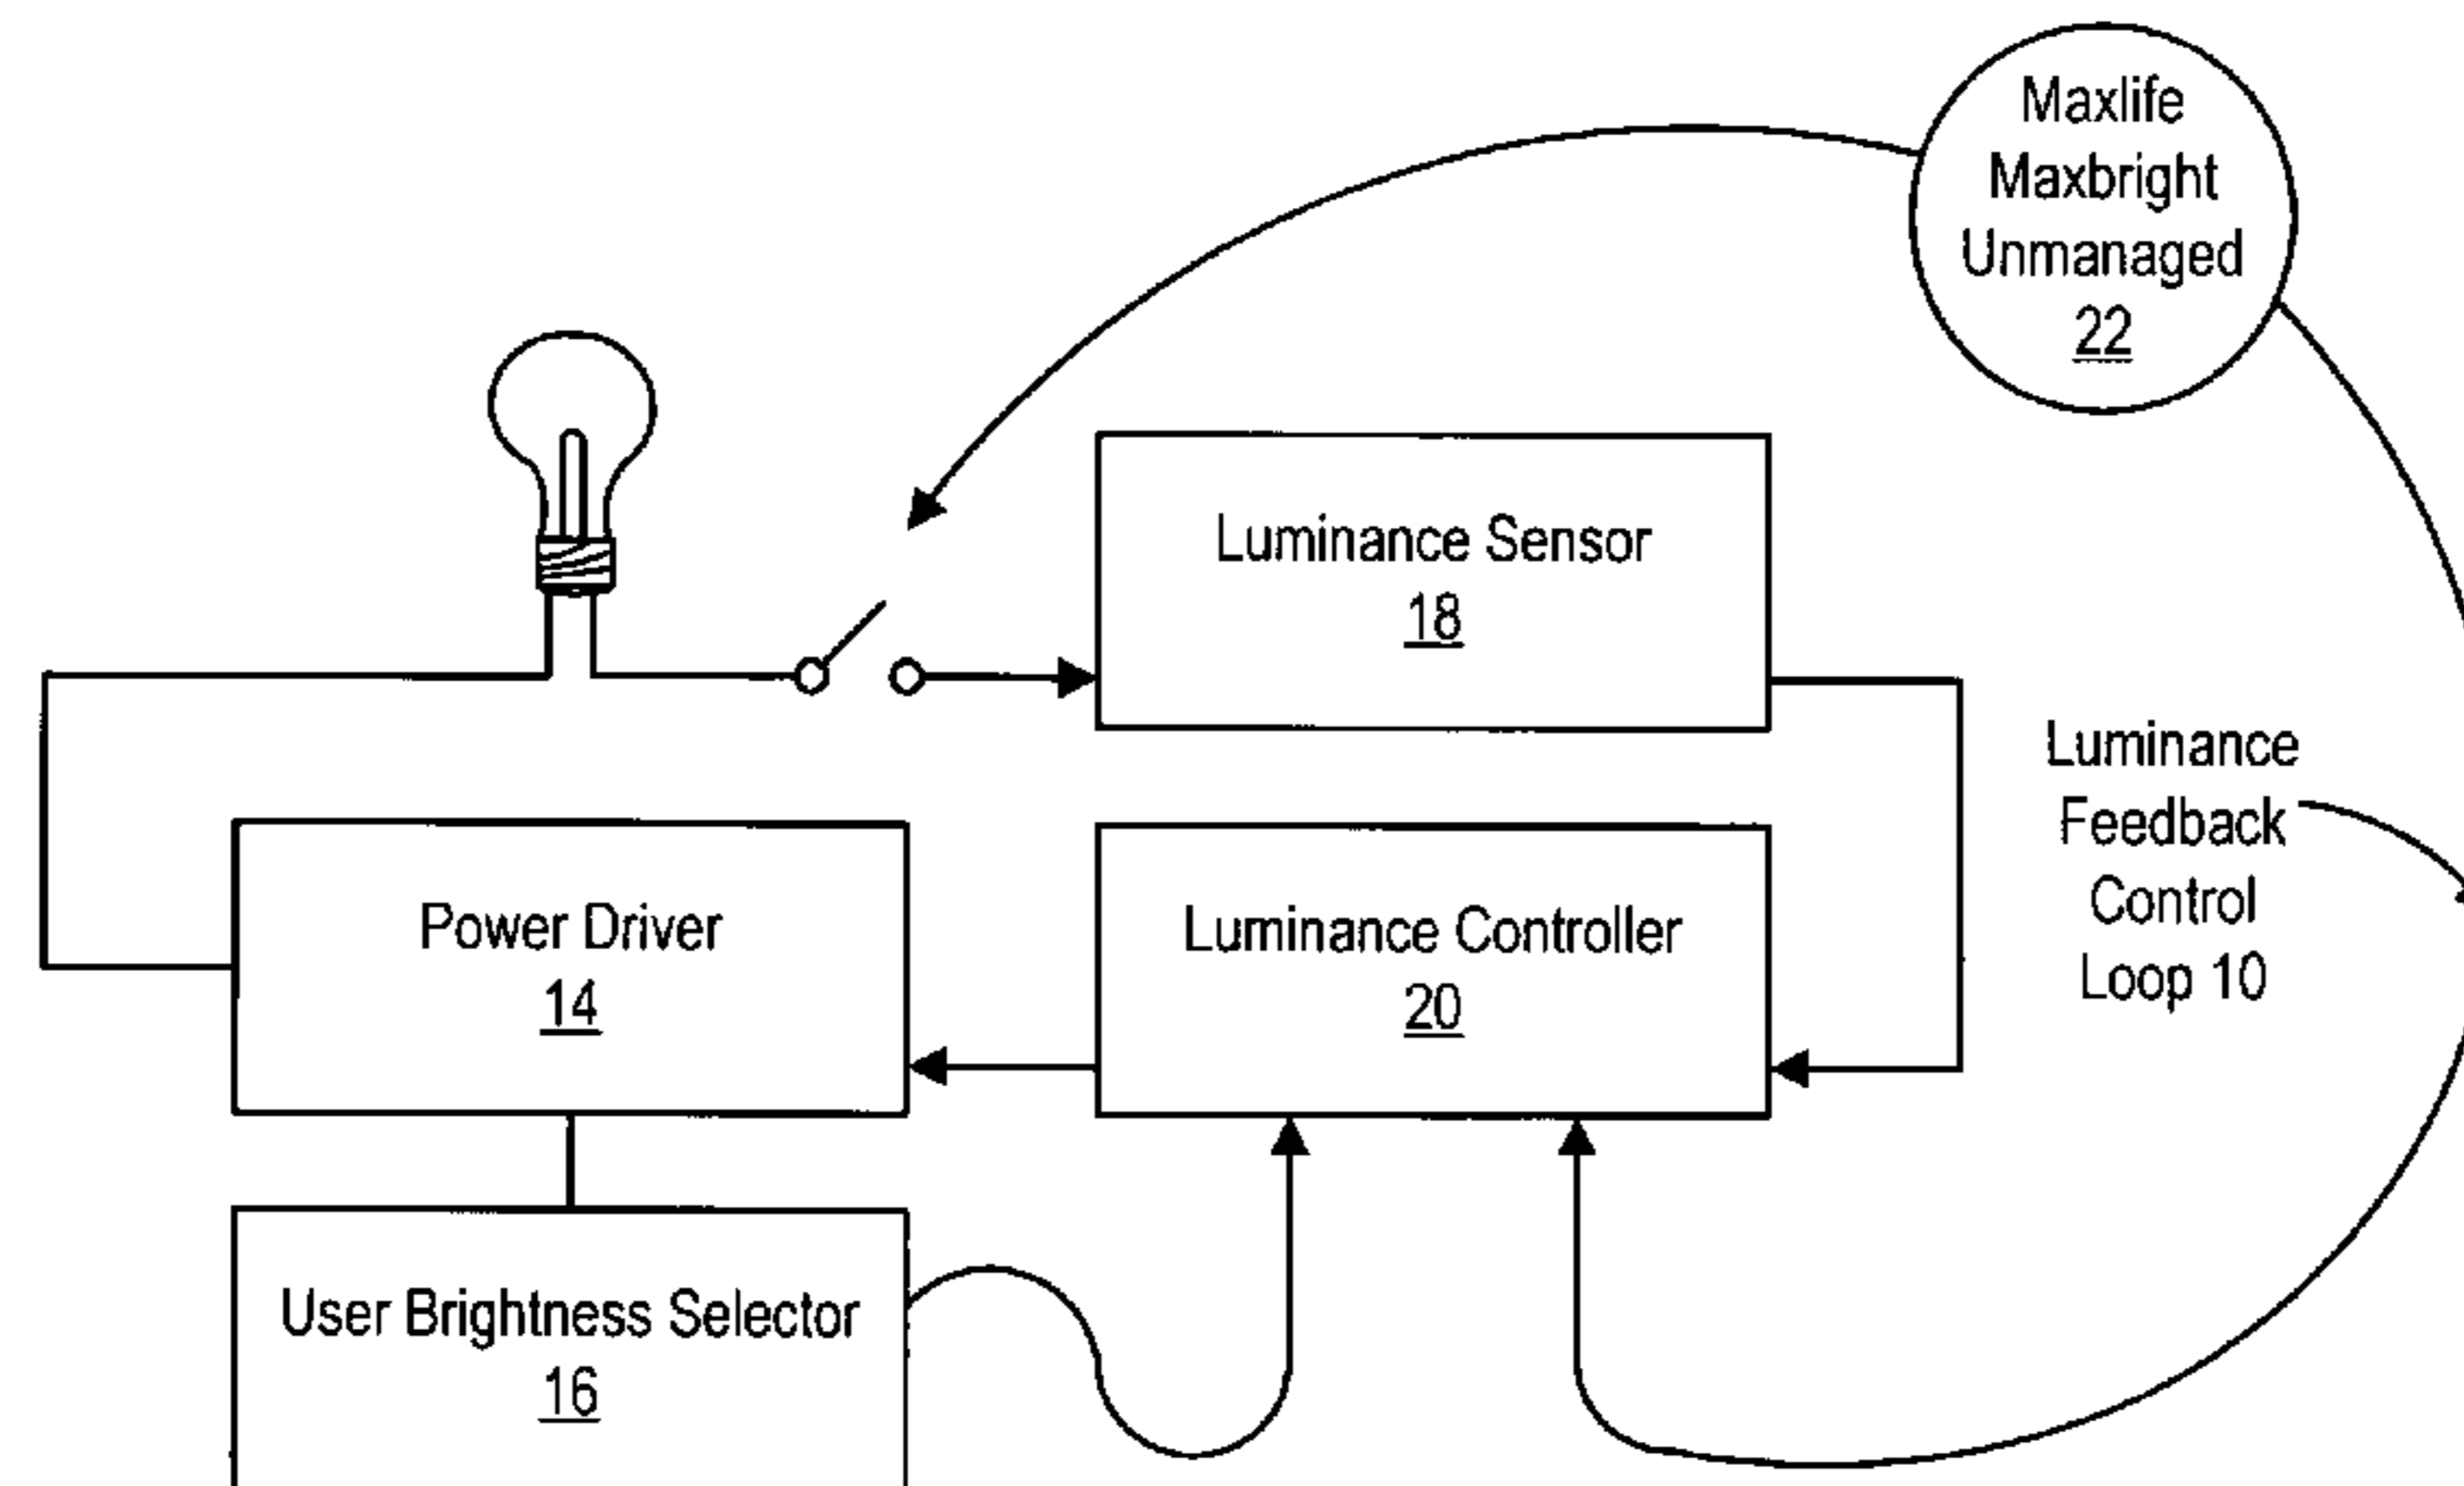 Maxlife
Maxbright
Unmanaged
22
Luminance Sensor
18
Luminance
Feedback
Control
Loop 10
Power Driver
14
Luminance Controller
20
User Brightness Selector
16